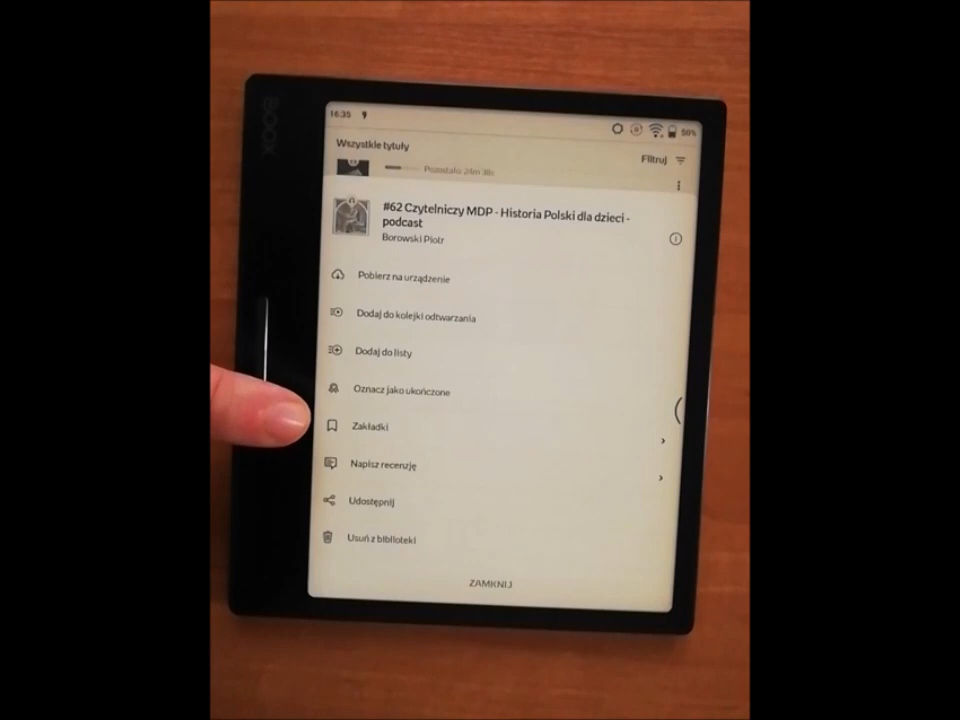 BOOX
16:35
50%
Wszystkie tytuły
Filtruj
Pozostało: 24m 38s
#62 Czytelniczy MDP - Historia Polski dla dzieci -
podcast
Borowski Piotr
Pobierz na urządzenie
Dodaj do kolejki odtwarzania
Dodaj do listy
Oznacz jako ukończone
Zakładki
Napisz recenzję
Udostępnij
Usuń z biblioteki
ZAMKNIJ